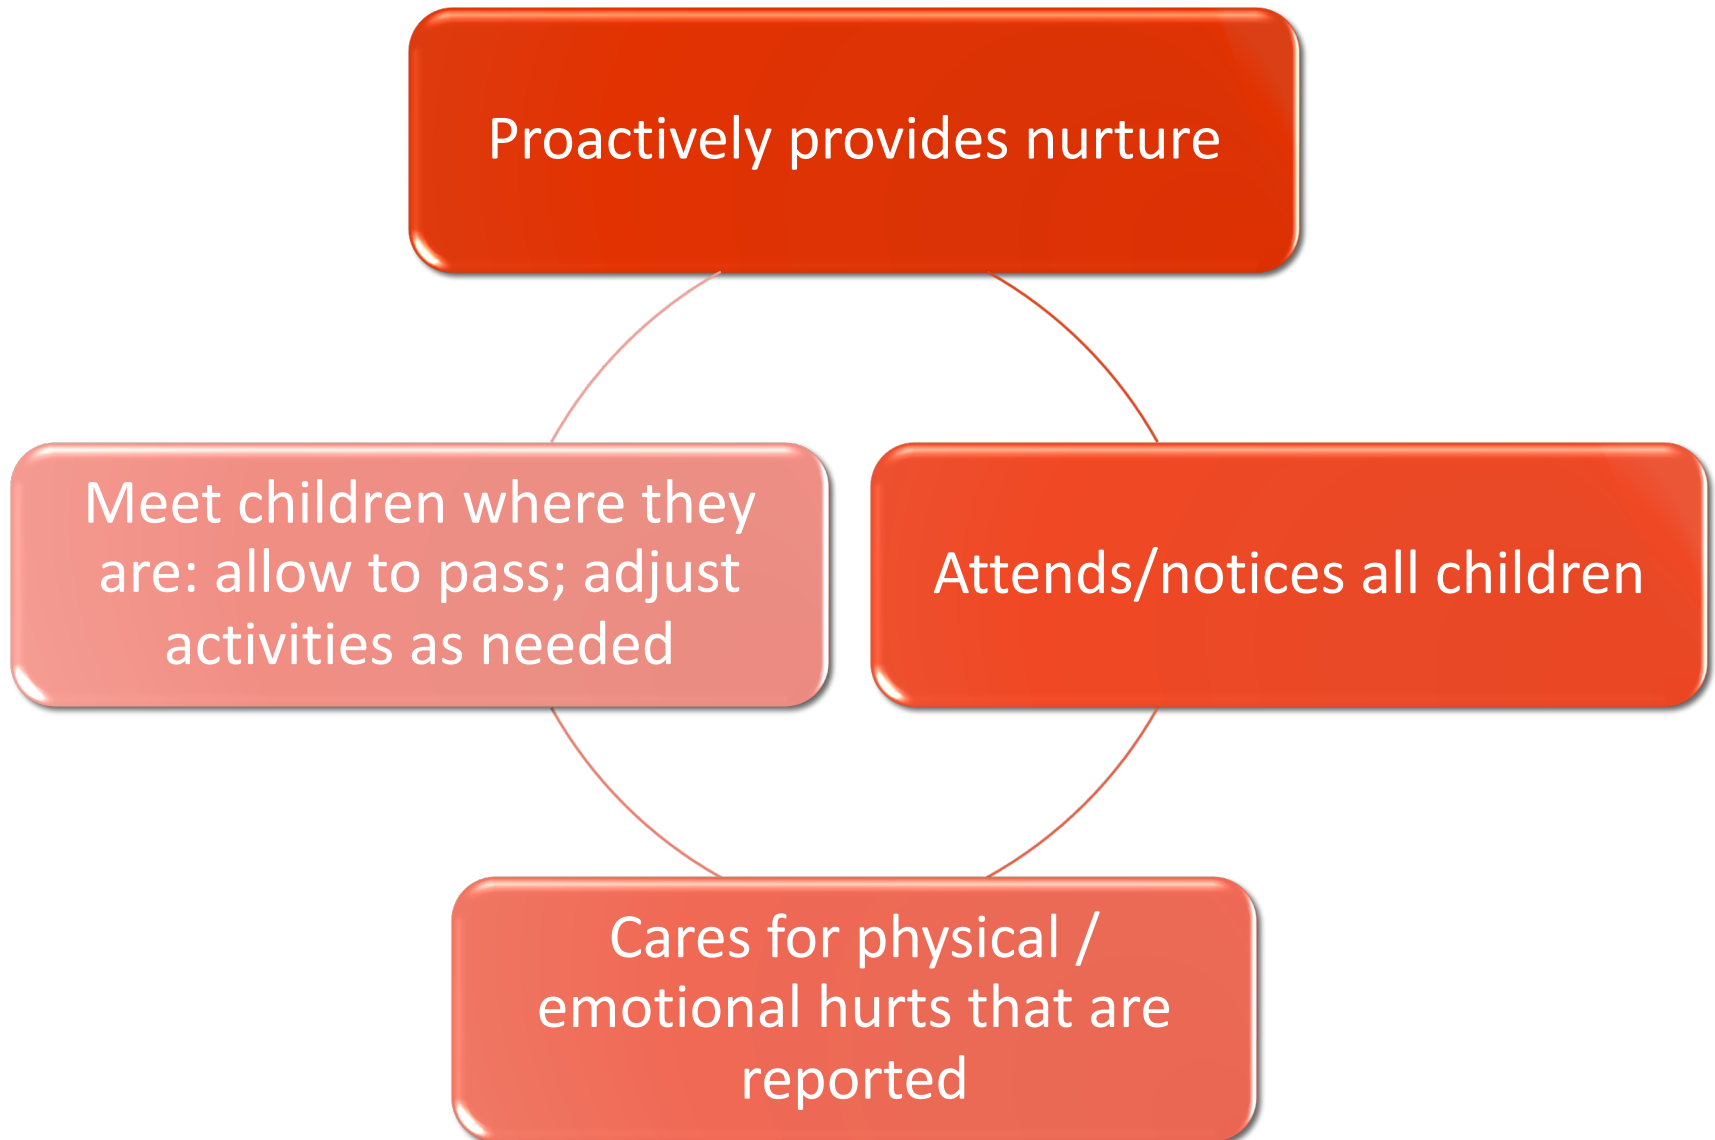 Proactively provides nurture
Meet children where they
are: allow to pass; adjust
activities as needed
Attends/notices all children
Cares for physical /
emotional hurts that are
reported